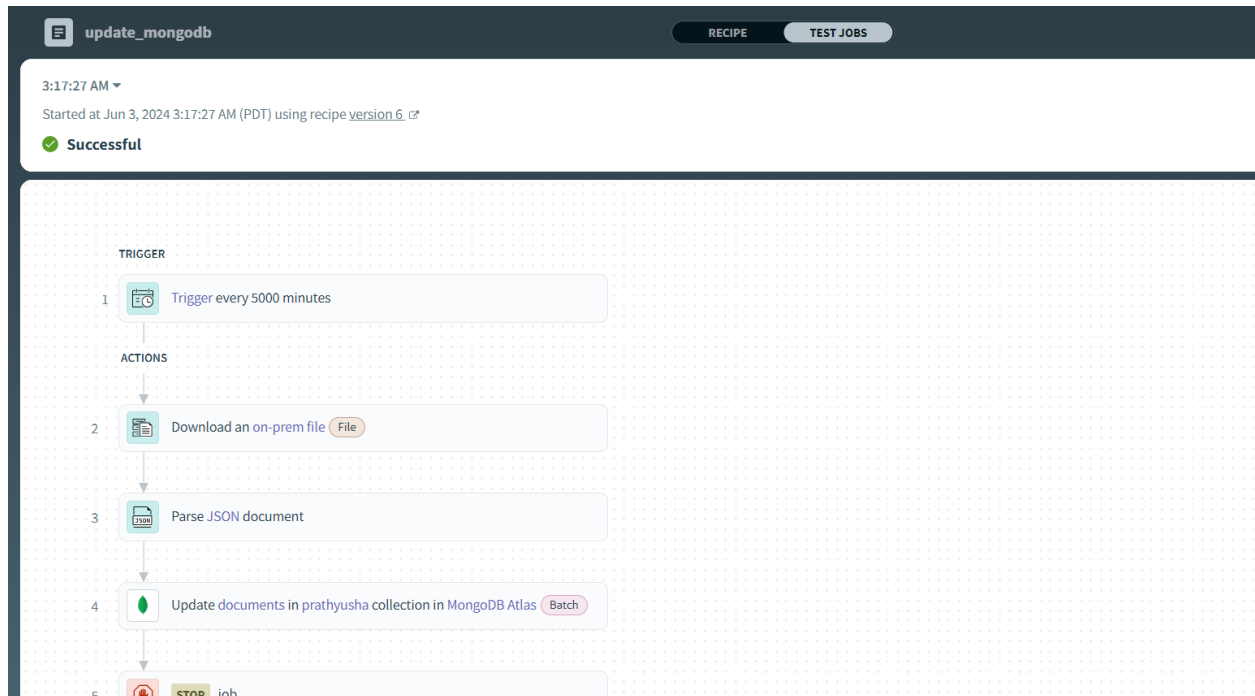 update_mongodb
RECIPE
TEST JOBS
3:17:27 AM
Started at Jun 3, 2024 3:17:27 AM (PDT) using recipe version 6
Successful
TRIGGER
1
Trigger every 5000 minutes
ACTIONS
2
Download an on-prem file File
3
Parse JSON document
JSON
4
Update documents in prathyusha collection in MongoDB Atlas Batch
5
STOP job